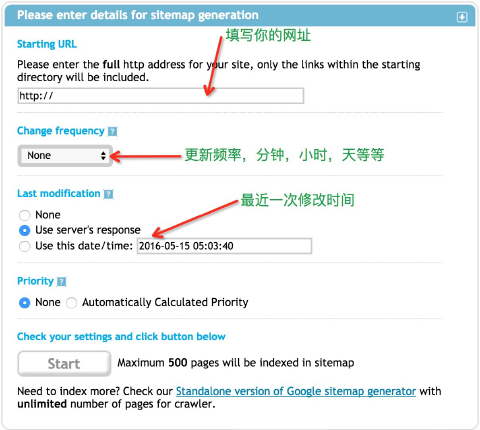 Please enter details for sitemap generation
填写你的网址
Starting URL
Please enter the full http address for your site, only the links within the starting
directory will be included.
http://
Change frequency ?
None
更新频率，分钟，小时，天等等
最近一次修改时间
Last modification ?
None
Use server's response
Use this date/time: 2016-05-15 05:03:40
Priority ?
None Automatically Calculated Priority
Check your settings and click button below
Start Maximum 500 pages will be indexed in sitemap
Need to index more? Check our Standalone version of Google sitemap generator with
unlimited number of pages for crawler.